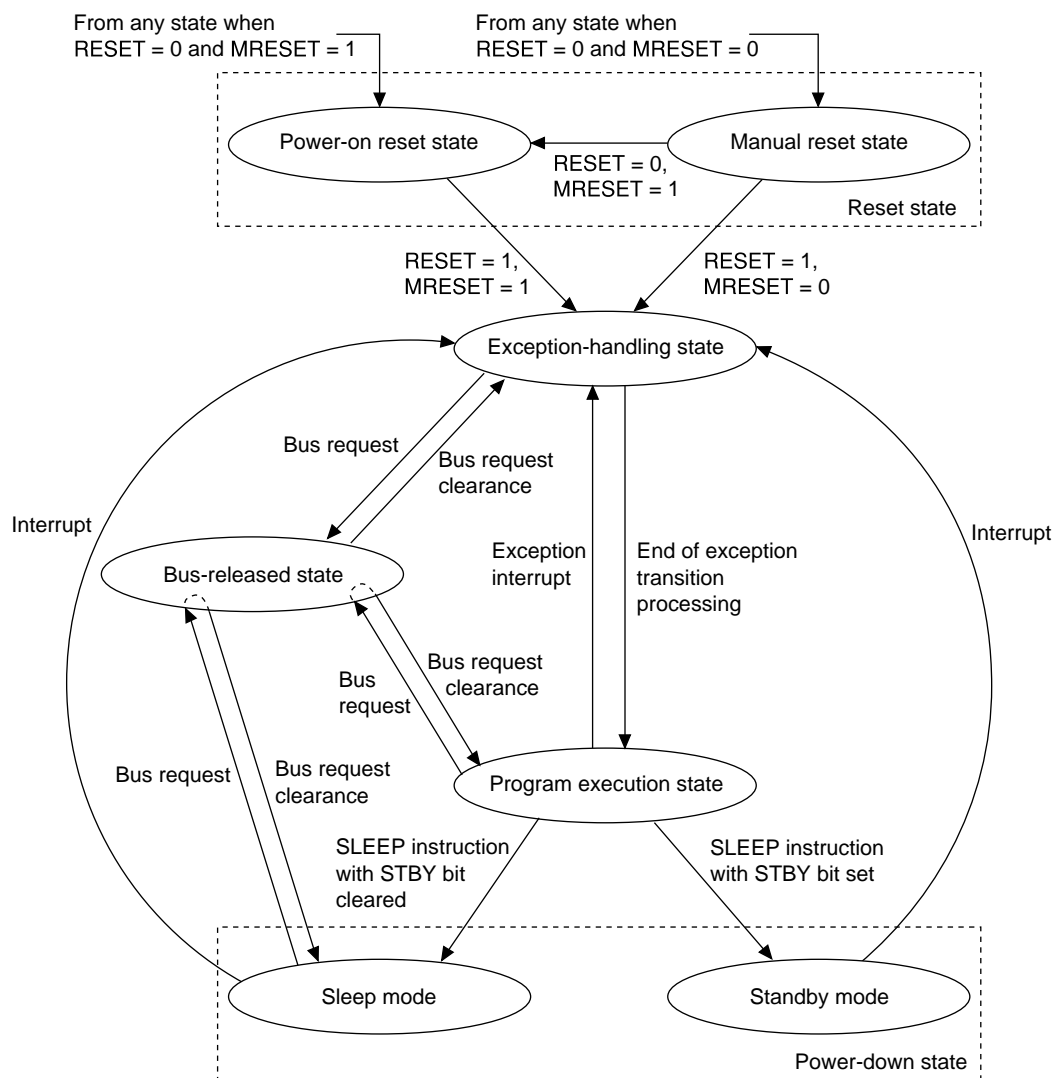 From any state when
RESET = 0 and MRESET = 1
From any state when
RESET = 0 and MRESET = 0
Power-on reset state
Manual reset state
RESET = 0,
MRESET = 1
Reset state
RESET = 1,
MRESET = 1
RESET = 1,
MRESET = 0
Exception-handling state
Bus request
Bus request
clearance
Interrupt
Interrupt
Exception
interrupt
End of exception
transition
processing
Bus-released state
Bus request
clearance
Bus
request
Bus request
Bus request
clearance
Program execution state
SLEEP instruction
with STBY bit
cleared
SLEEP instruction
with STBY bit set
Sleep mode
Standby mode
Power-down state